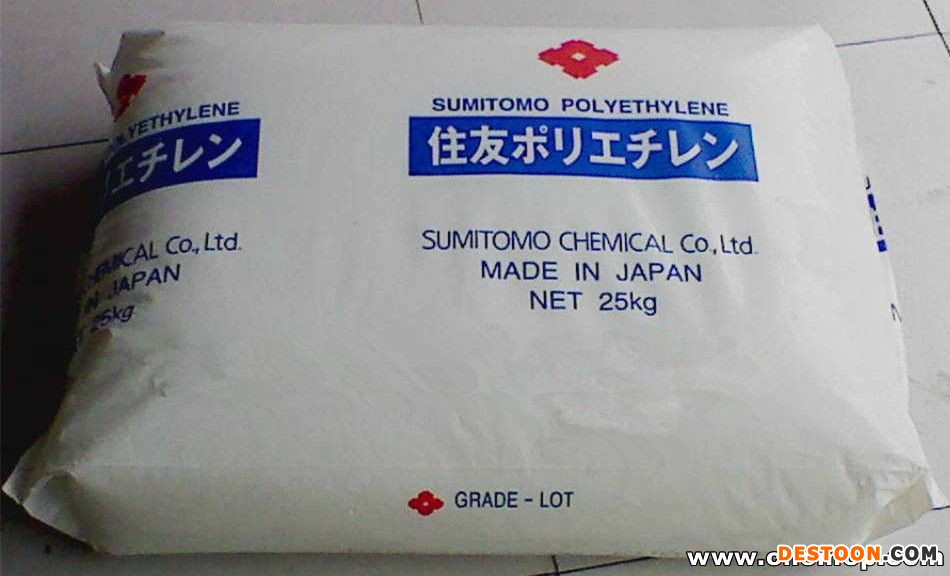 SUMITOMO POLYETHYLENE
住友ポリエチレン
SUMITOMO CHEMICAL Co., Ltd.
MADE IN JAPAN
NET 25kg
GRADE - LOT
YETHYLENE
エチレン
CAL Co., Ltd.
JAPAN
25kg
DESTOON.COM